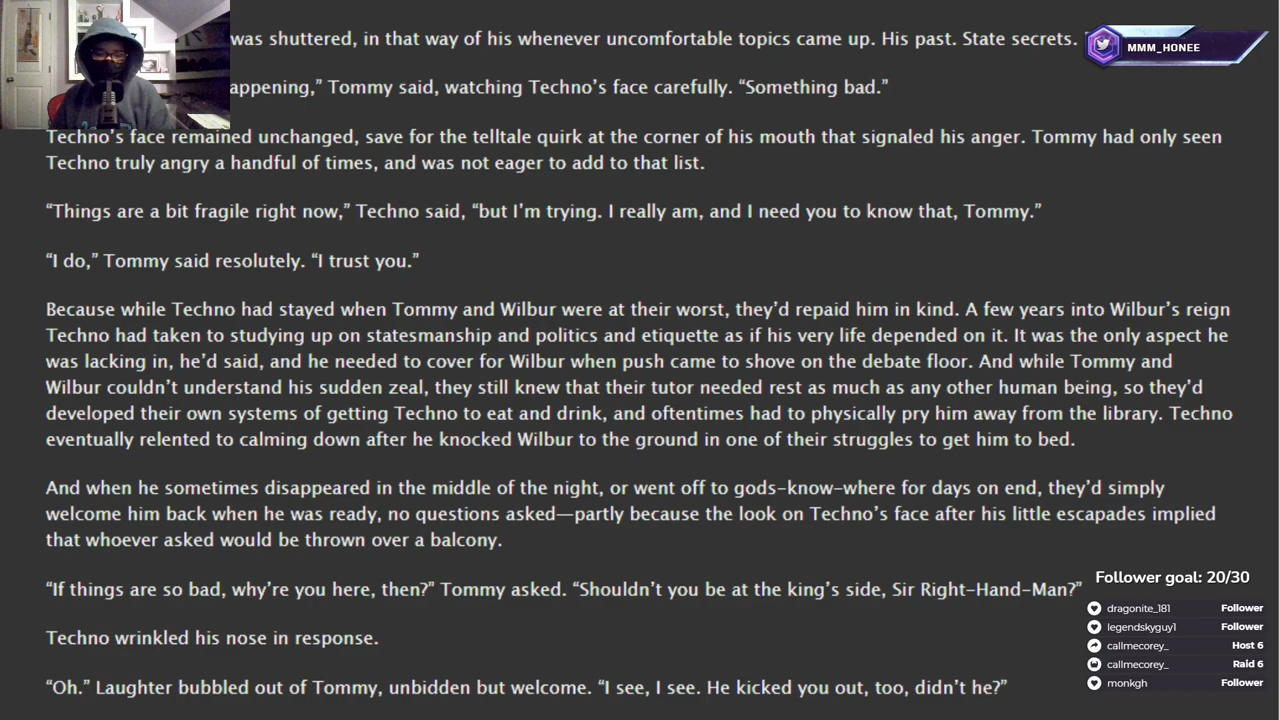 was shuttered, in that way of his whenever uncomfortable topics came up. His past. State secrets.
MMM_HONEE
appening,” Tommy said, watching Techno’s face carefully. “Something bad.”
Techno’s face remained unchanged, save for the telltale quirk at the corner of his mouth that signaled his anger. Tommy had only seen
Techno truly angry a handful of times, and was not eager to add to that list.
“Things are a bit fragile right now,” Techno said, “but I’m trying. I really am, and I need you to know that, Tommy.”
“I do,” Tommy said resolutely. “I trust you.”
Because while Techno had stayed when Tommy and Wilbur were at their worst, they’d repaid him in kind. A few years into Wilbur’s reign
Techno had taken to studying up on statesmanship and politics and etiquette as if his very life depended on it. It was the only aspect he
was lacking in, he’d said, and he needed to cover for Wilbur when push came to shove on the debate floor. And while Tommy and
Wilbur couldn’t understand his sudden zeal, they still knew that their tutor needed rest as much as any other human being, so they’d
developed their own systems of getting Techno to eat and drink, and oftentimes had to physically pry him away from the library. Techno
eventually relented to calming down after he knocked Wilbur to the ground in one of their struggles to get him to bed.
And when he sometimes disappeared in the middle of the night, or went off to gods-know-where for days on end, they’d simply
welcome him back when he was ready, no questions asked—partly because the look on Techno’s face after his little escapades implied
that whoever asked would be thrown over a balcony.
“If things are so bad, why’re you here, then?” Tommy asked. “Shouldn’t you be at the king’s side, Sir Right-Hand-Man?”
Techno wrinkled his nose in response.
“Oh.” Laughter bubbled out of Tommy, unbidden but welcome. “I see, I see. He kicked you out, too, didn’t he?”
Follower goal: 20/30
dragonite_181 Follower
legendskyguy1 Follower
callmecorey_ Host 6
callmecorey_ Raid 6
monkgh Follower